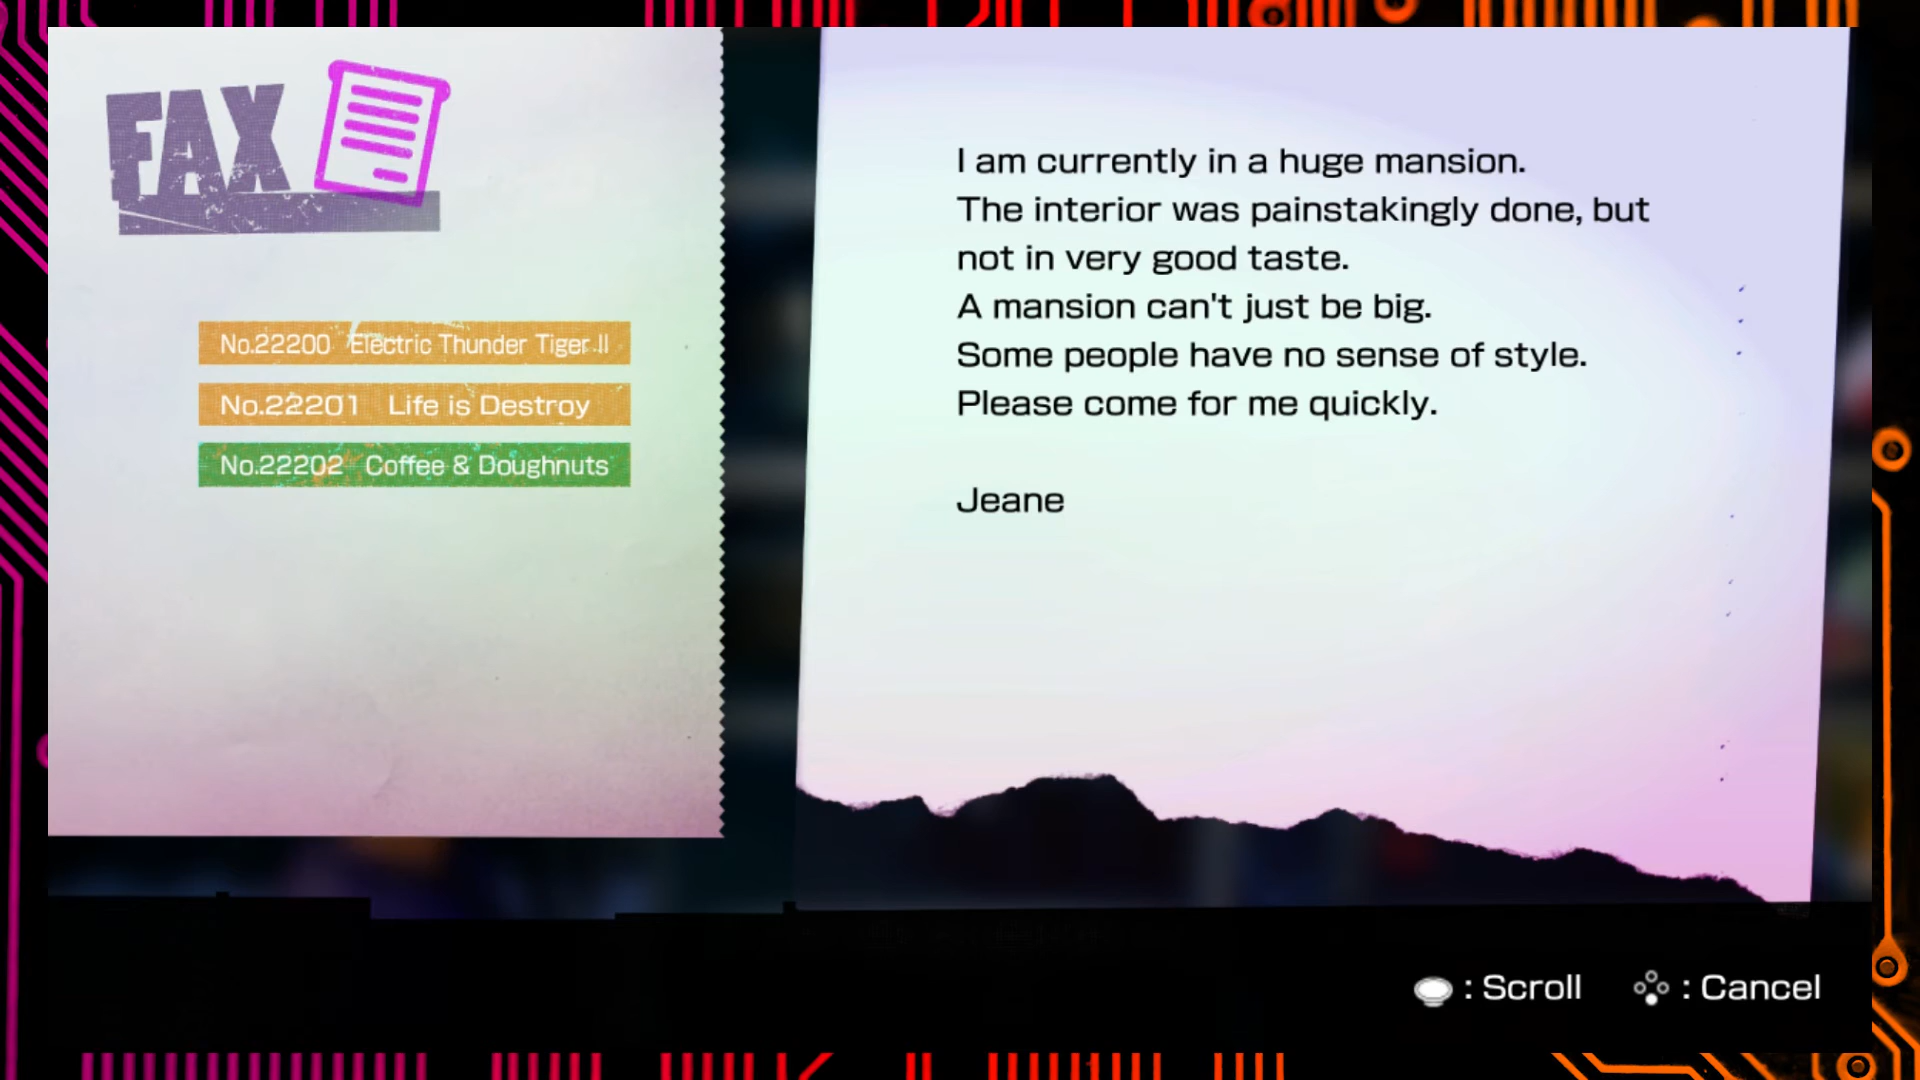 FAX
No.22200 Electric Thunder Tiger II
No.22201 Life is Destroy
No.22202 Coffee & Doughnuts
I am currently in a huge mansion.
The interior was painstakingly done, but
not in very good taste.
A mansion can't just be big.
Some people have no sense of style.
Please come for me quickly.
Jeane
: Scroll
: Cancel